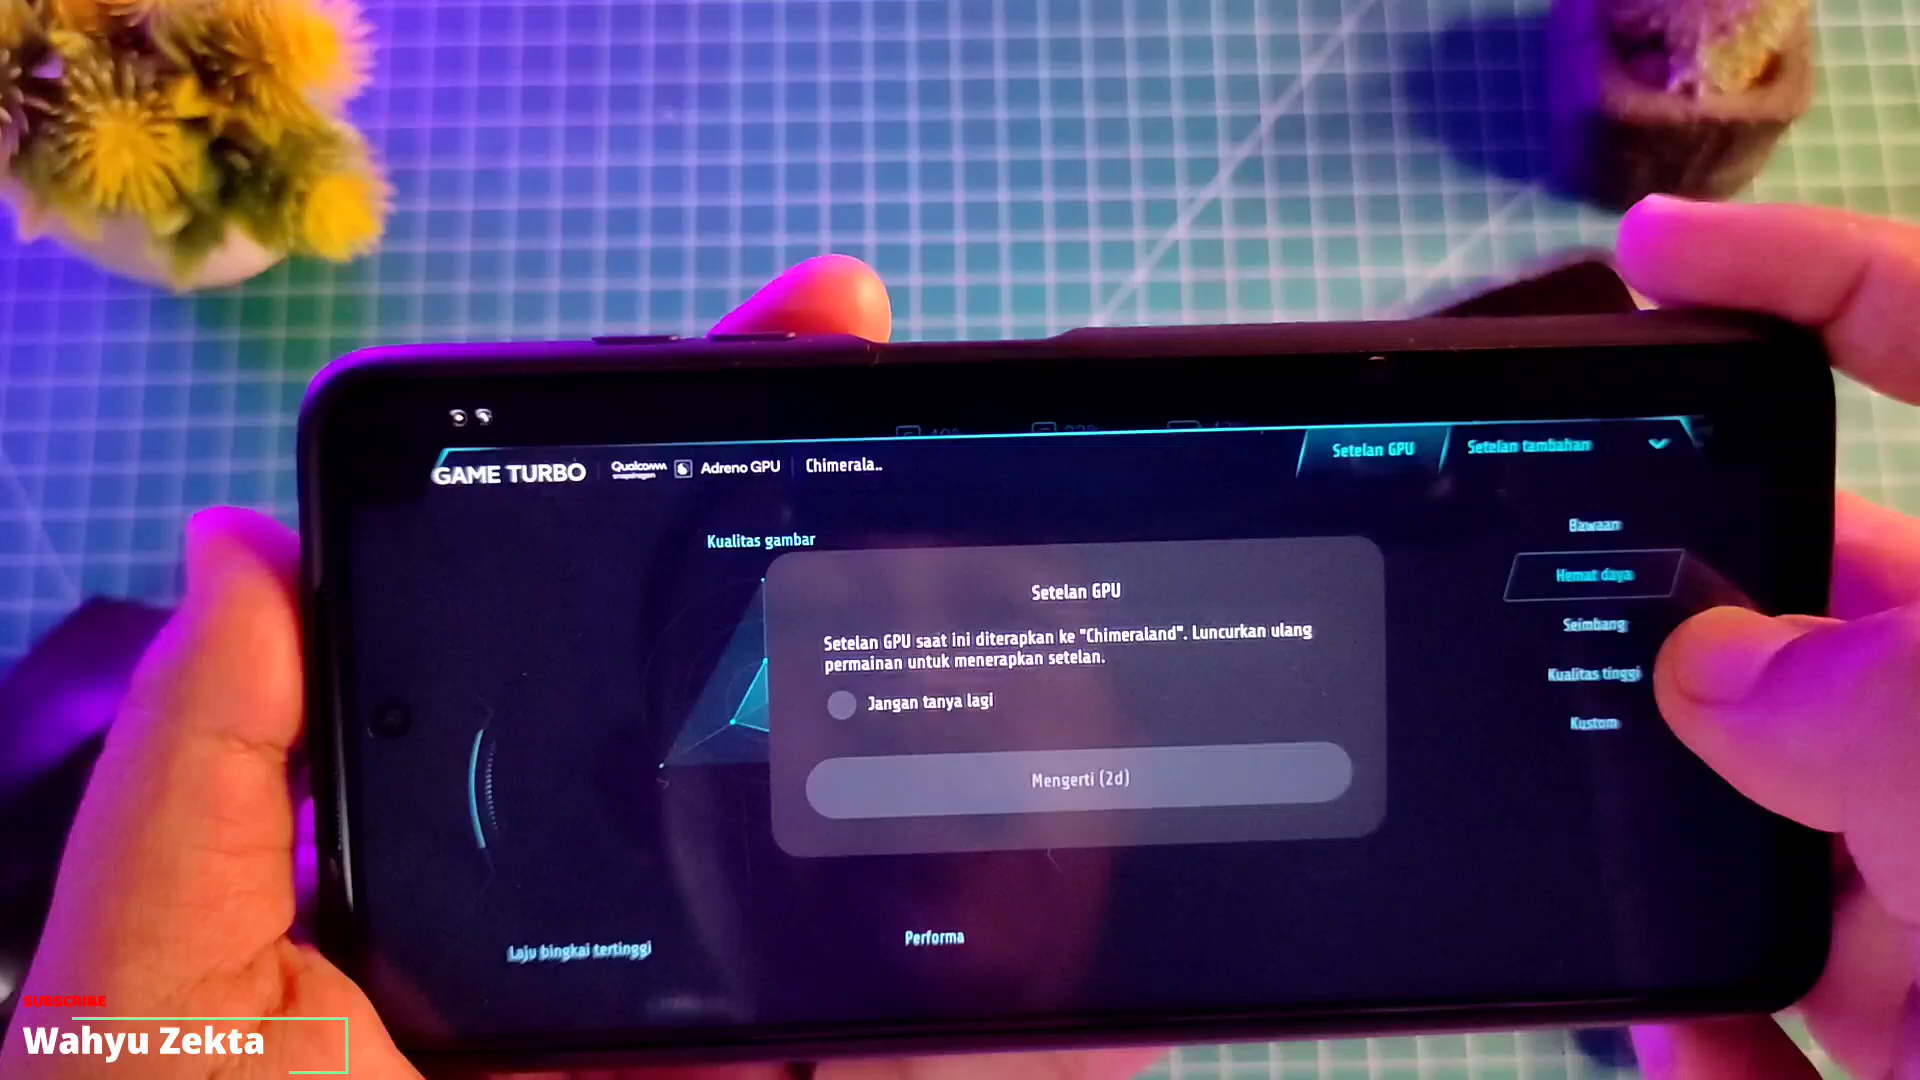 GAME TURBO
Qualcomm
snapdragon
Adreno GPU
Chimerala..
Setelan GPU
Setelan tambahan
Kualitas gambar
Bawaan
Hemat daya
Seimbang
Kualitas tinggi
Kustom
Setelan GPU
Setelan GPU saat ini diterapkan ke "Chimeraland". Luncurkan ulang
permainan untuk menerapkan setelan.
Jangan tanya lagi
Mengerti (2d)
Laju bingkai tertinggi
Performa
SUBSCRIBE
Wahyu Zekta